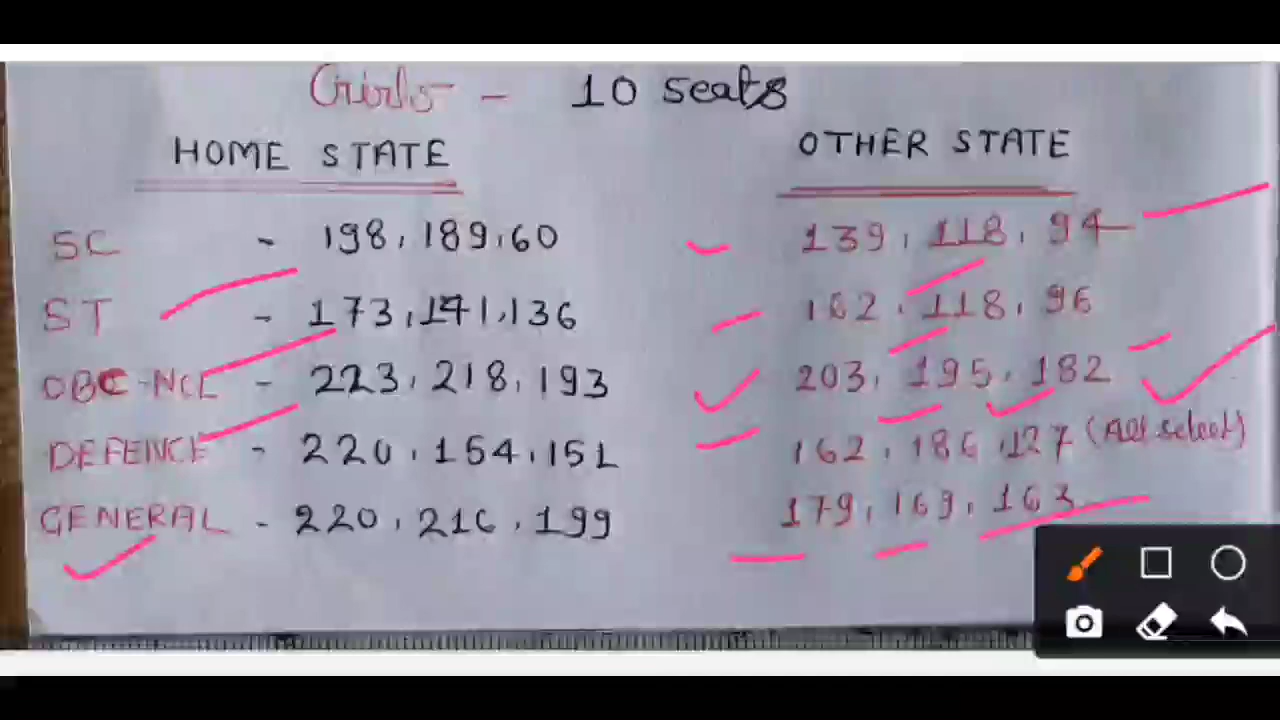 Girls - 10 seats
HOME STATE OTHER STATE
SC - 198, 189, 60 139, 118, 94
ST - 173, 141, 136 162, 118, 96
OBC-NCL - 223, 218, 193 203, 195, 182
DEFENCE - 220, 154, 151 162, 186, 127 (All select)
GENERAL - 220, 216, 199 179, 169, 163